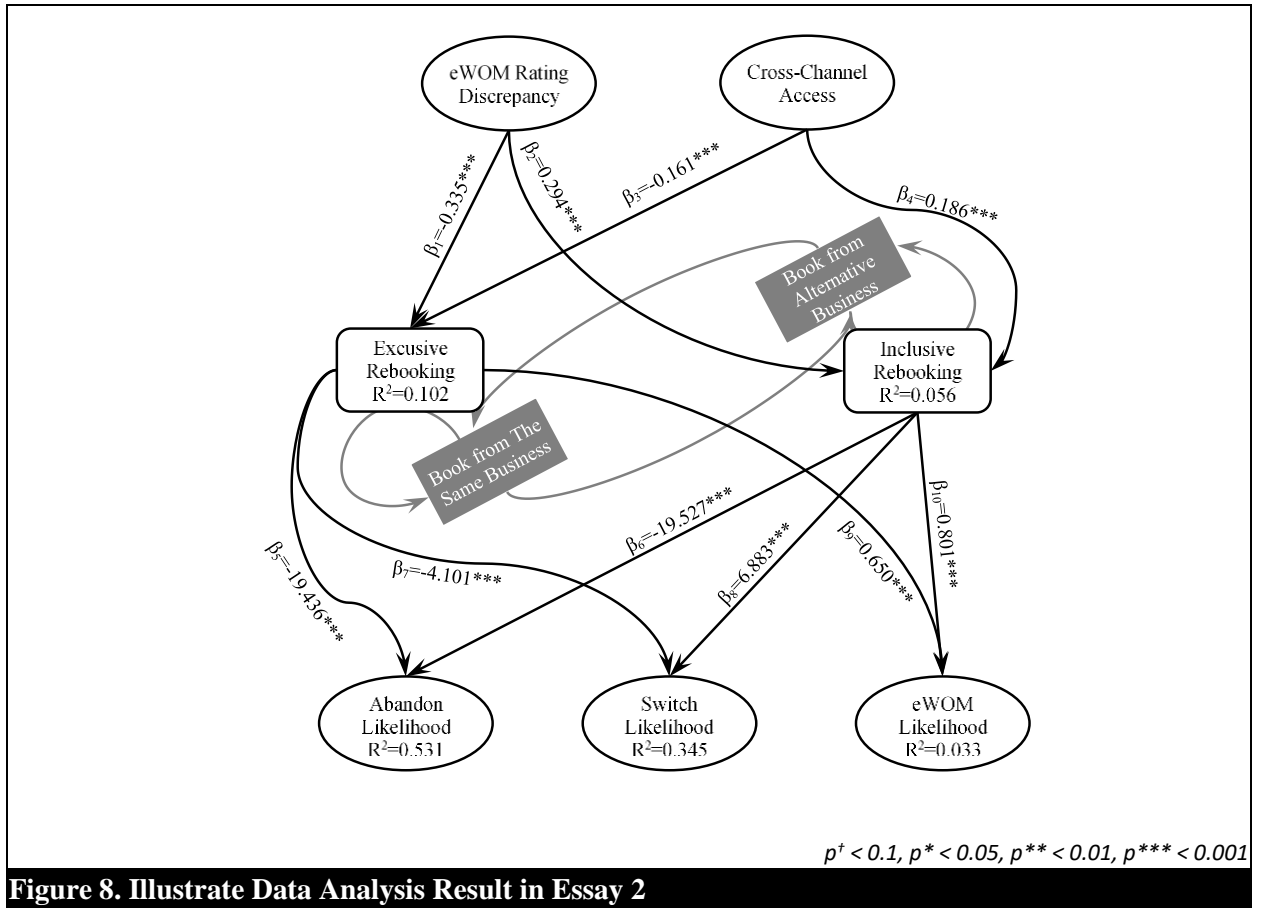 eWOM Rating
Discrepancy
Cross-Channel
Access
β1=-0.335***
β2=0.294***
β3=-0.161***
β4=0.186***
Book from
Alternative
Business
Excusive
Rebooking
R²=0.102
Inclusive
Rebooking
R²=0.056
Book from The
Same Business
β5=-19.436***
β7=-4.101***
β6=-19.527***
β8=6.883***
β9=0.650***
β10=0.801***
Abandon
Likelihood
R²=0.531
Switch
Likelihood
R²=0.345
eWOM
Likelihood
R²=0.033
p† < 0.1, p* < 0.05, p** < 0.01, p*** < 0.001
Figure 8. Illustrate Data Analysis Result in Essay 2